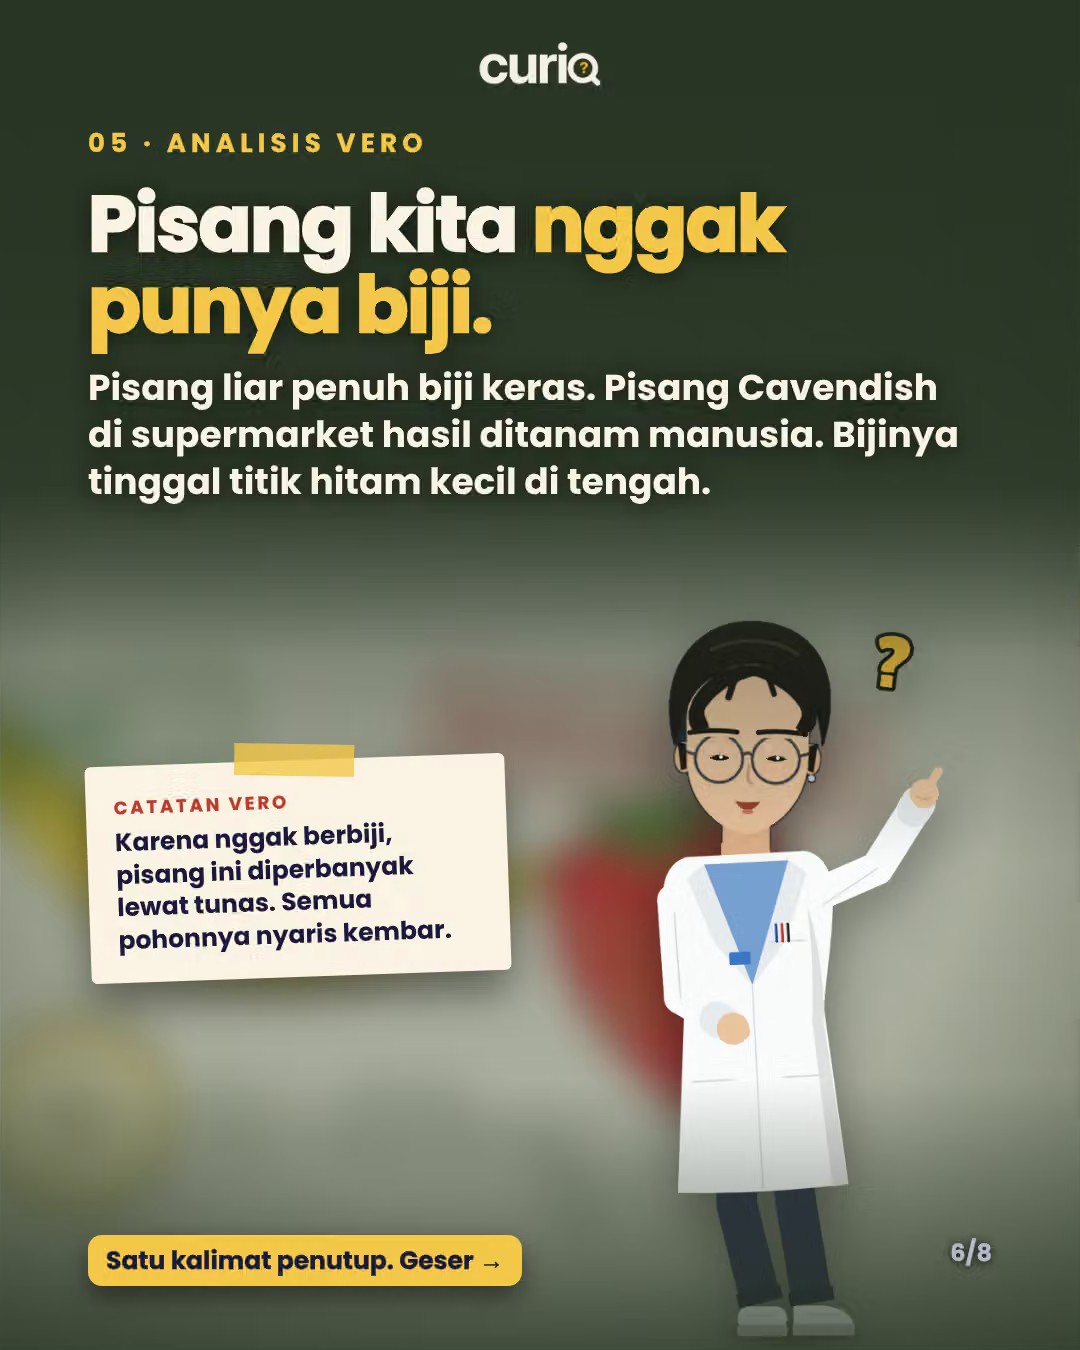 curio
05 · ANALISIS VERO
Pisang kita nggak
punya biji.
Pisang liar penuh biji keras. Pisang Cavendish
di supermarket hasil ditanam manusia. Bijinya
tinggal titik hitam kecil di tengah.
?
CATATAN VERO
Karena nggak berbiji,
pisang ini diperbanyak
lewat tunas. Semua
pohonnya nyaris kembar.
Satu kalimat penutup. Geser →
6/8